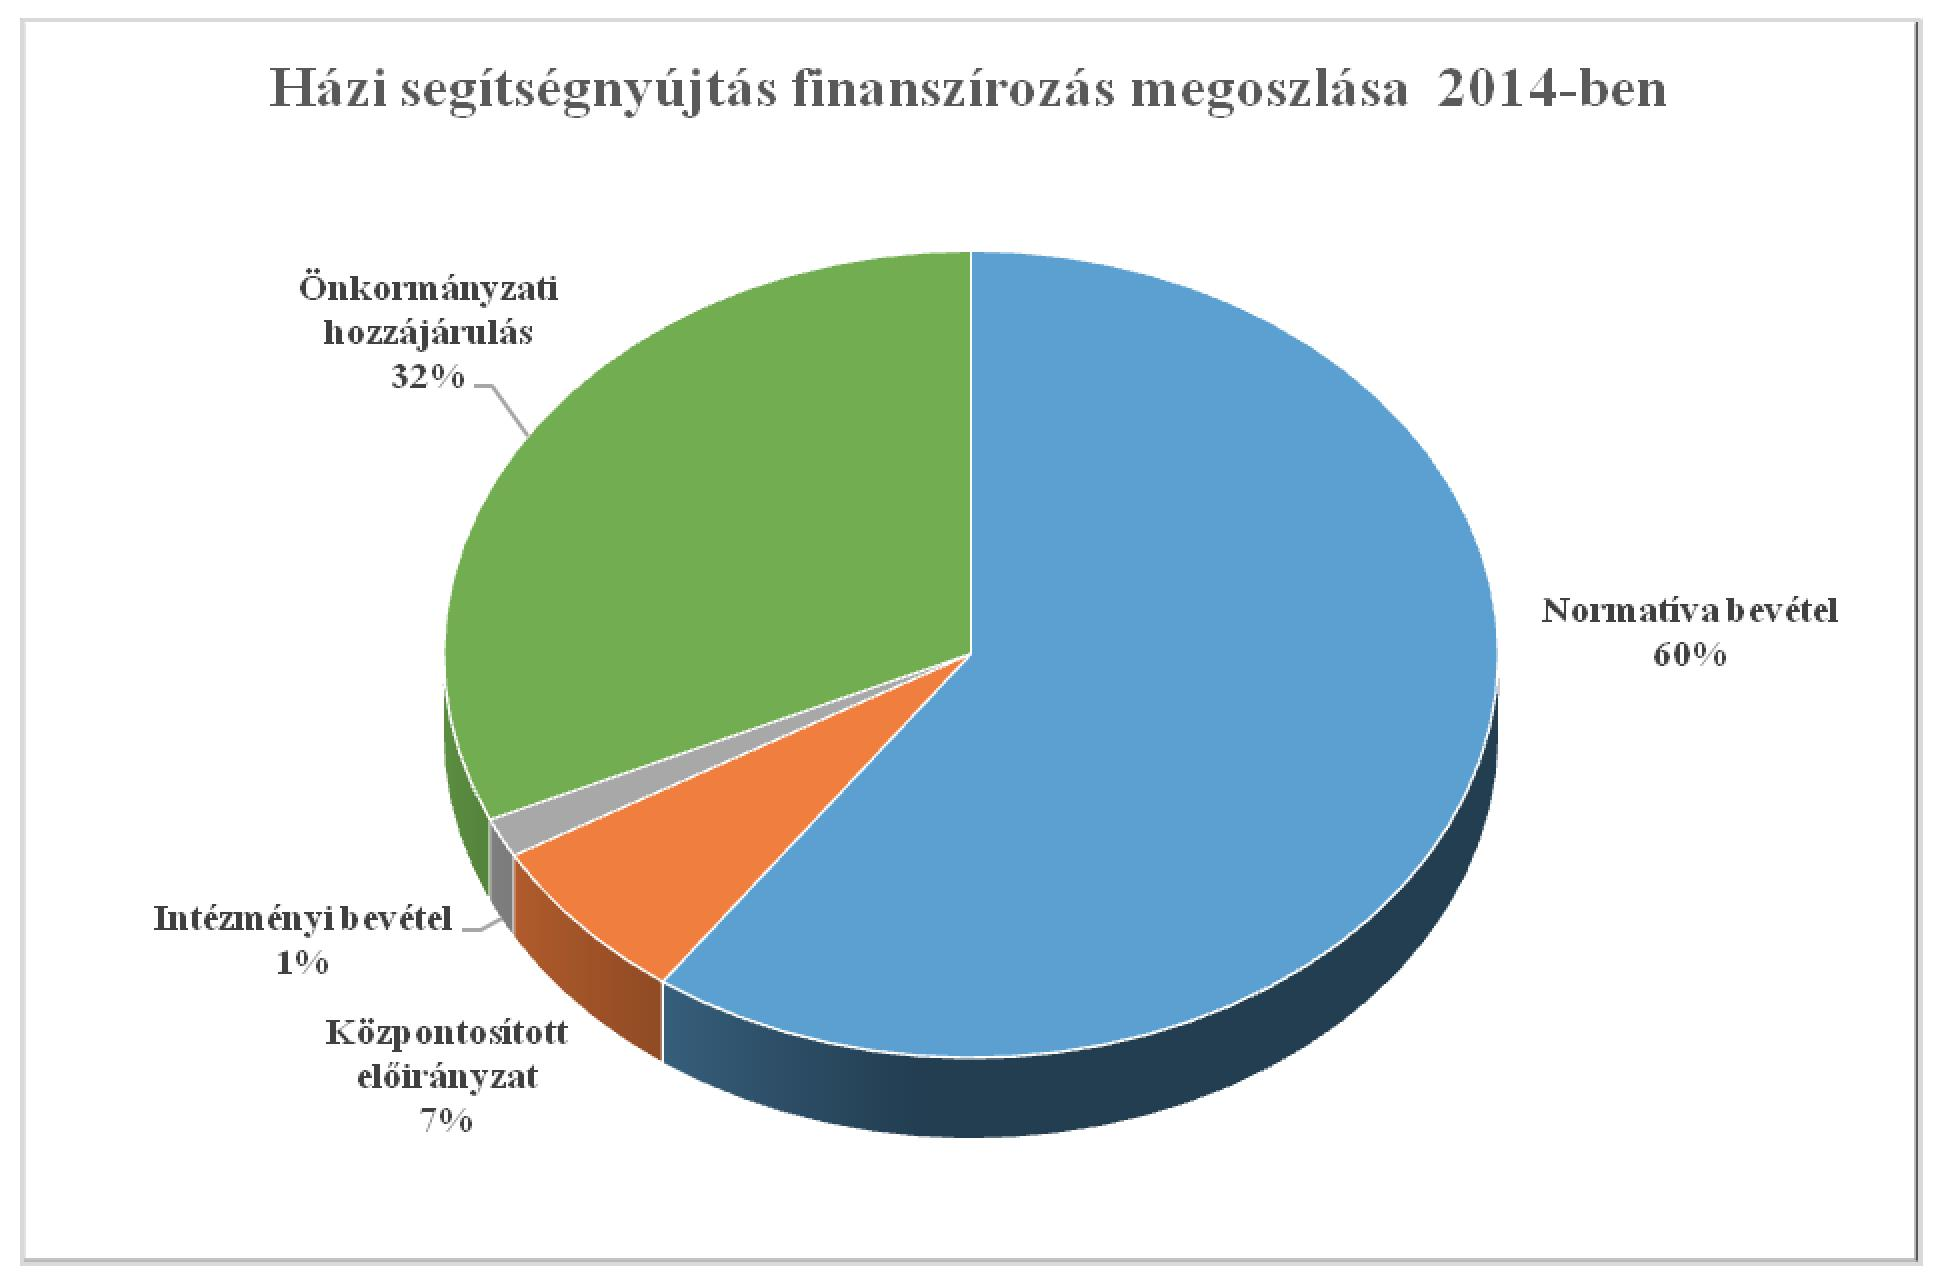 Házi segítségnyújtás finanszírozás megoszlása 2014-ben
Önkormányzati
hozzájárulás
32%
Normatíva bevétel
60%
Intézményi bevétel
1%
Központosított
előirányzat
7%